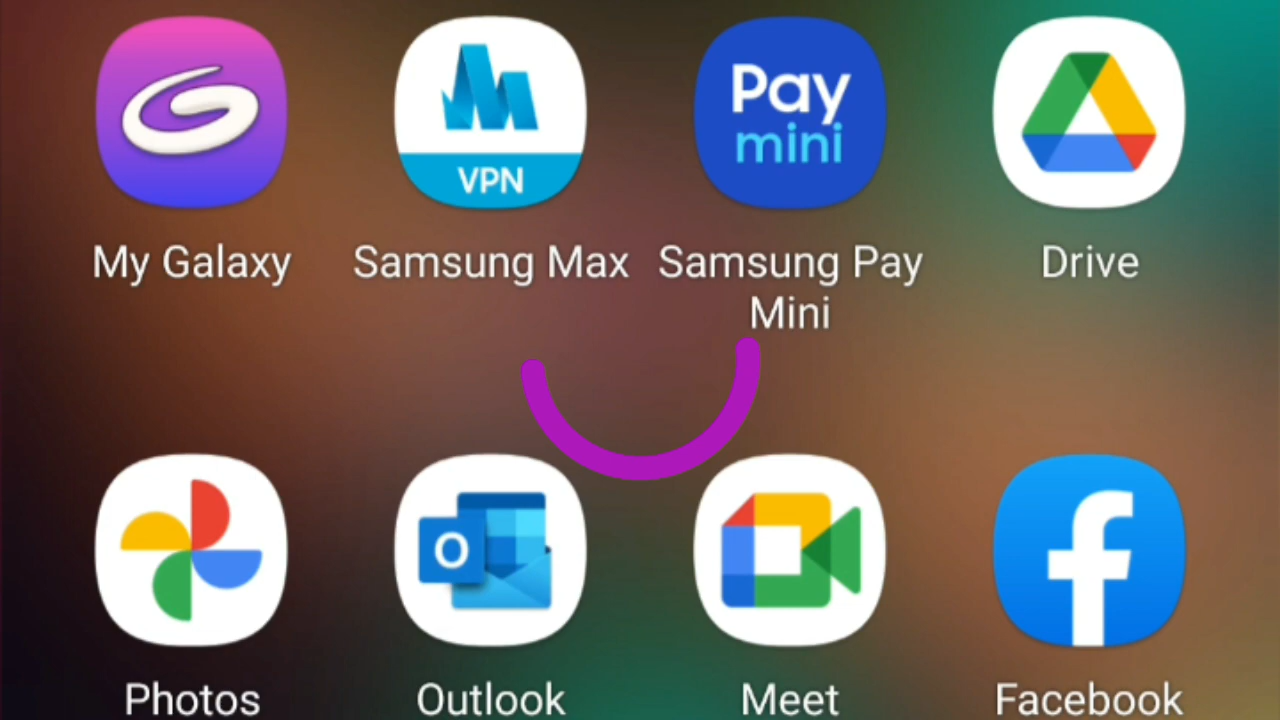 Pay
mini
VPN
My Galaxy
Samsung Max
Samsung Pay
Mini
Drive
O
Photos
Outlook
Meet
Facebook